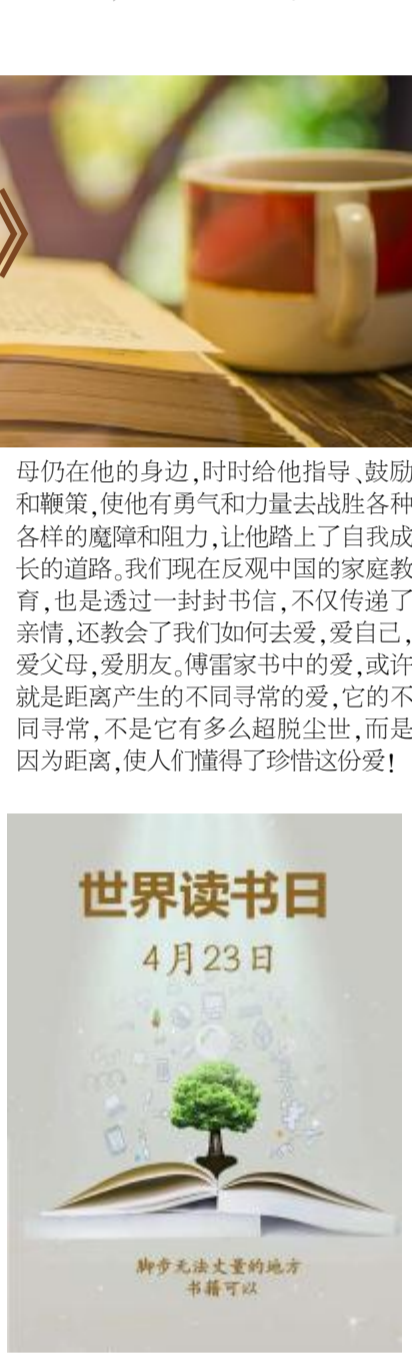 》
母仍在他的身边,时时给他指导、鼓励
和鞭策,使他有勇气和力量去战胜各种
各样的魔障和阻力,让他踏上了自我成
长的道路。我们现在反观中国的家庭教
育,也是透过一封封书信,不仅传递了
亲情,还教会了我们如何去爱,爱自己,
爱父母,爱朋友。傅雷家书中的爱,或许
就是距离产生的不同寻常的爱,它的不
同寻常,不是它有多么超脱尘世,而是
因为距离,使人们懂得了珍惜这份爱!
世界读书日
4月23日
脚步无法丈量的地方
书籍可以